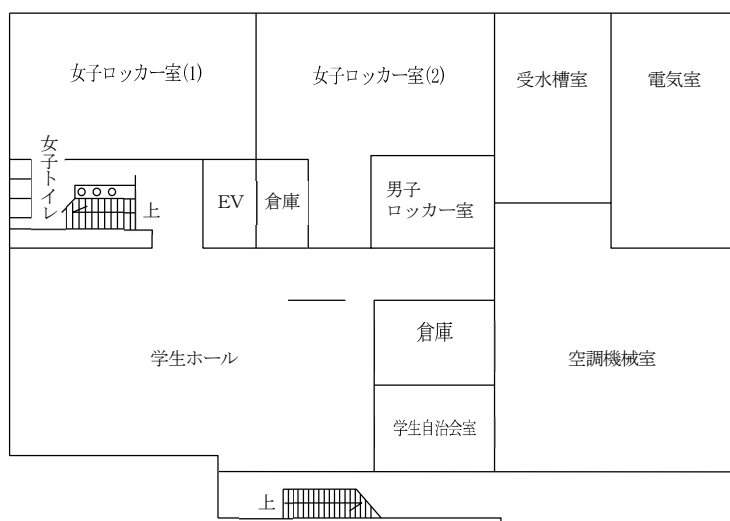 女子ロッカー室(1)
女子ロッカー室(2)
受水槽室
電気室
女子トイレ
上
EV
倉庫
男子
ロッカー室
学生ホール
倉庫
空調機械室
学生自治会室
上